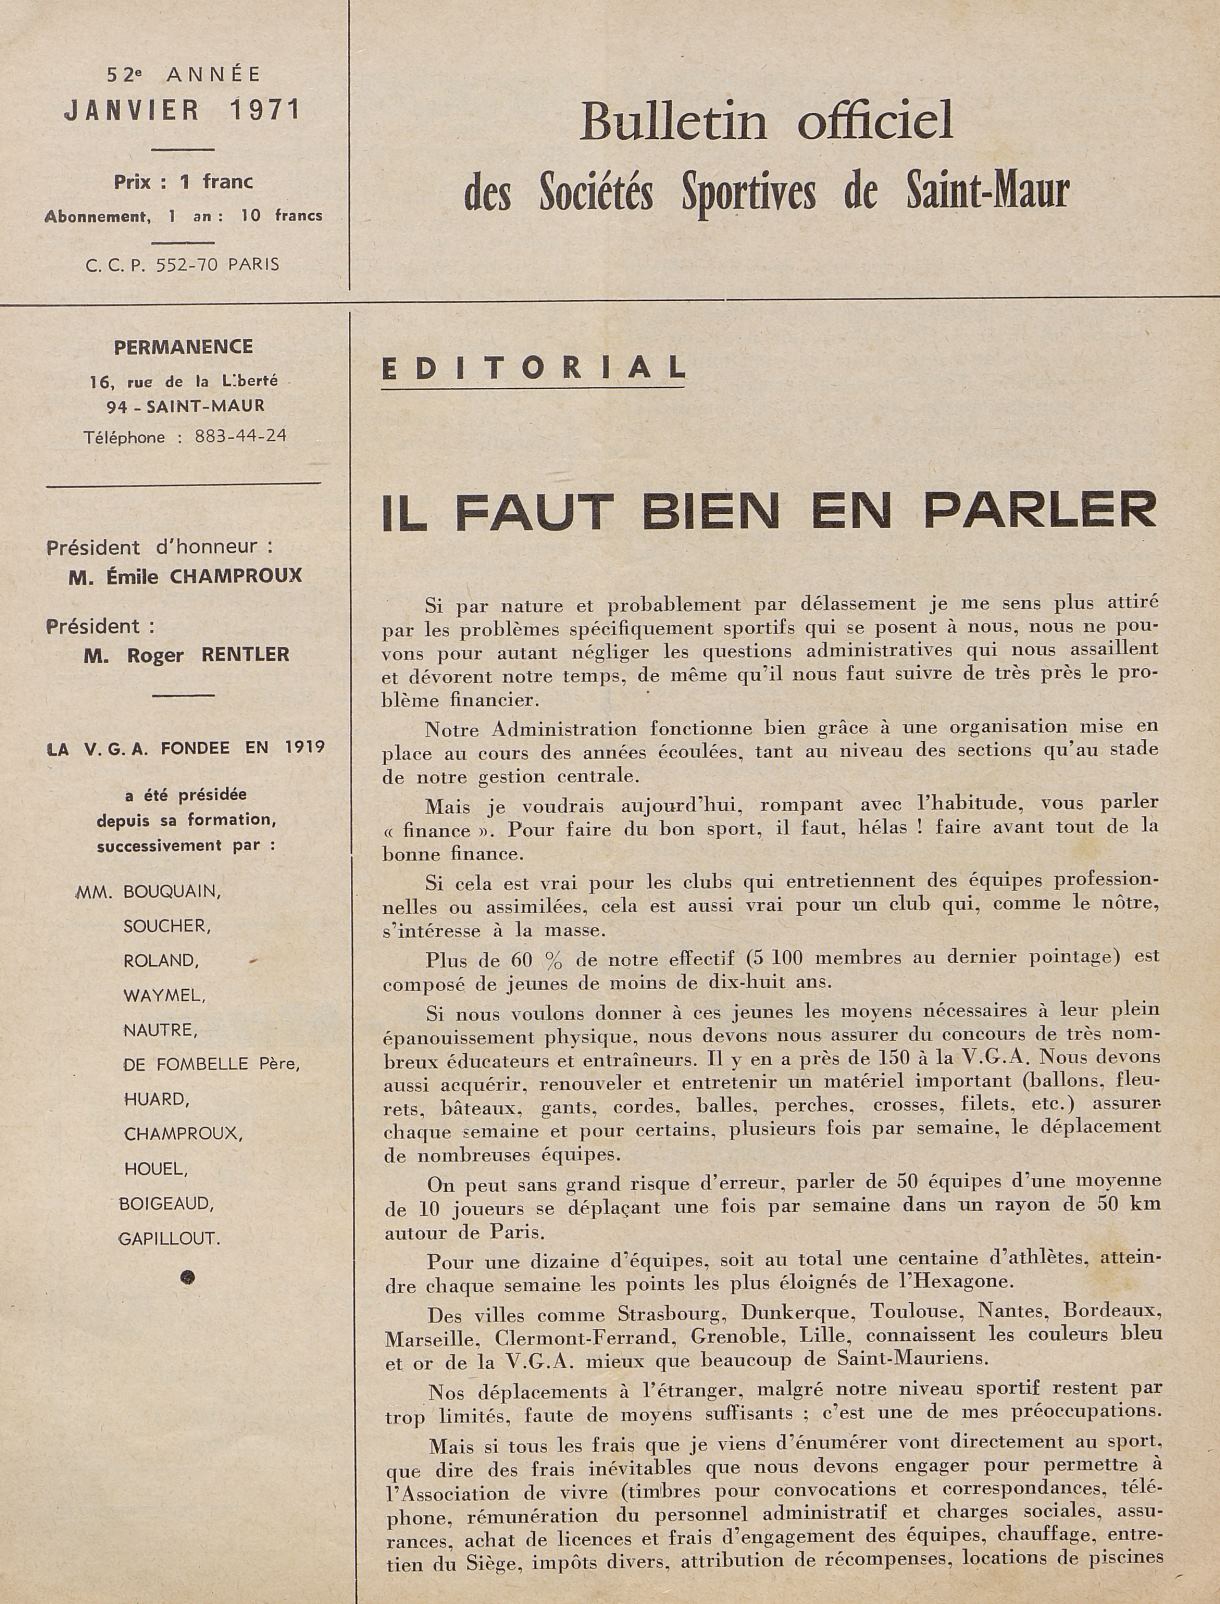 52e ANNÉE
JANVIER 1971
Prix : 1 franc
Abonnement, 1 an : 10 francs
C. C. P. 552-70 PARIS
Bulletin officiel
des Sociétés Sportives de Saint-Maur
PERMANENCE
16, rue de la Liberté
94 - SAINT-MAUR
Téléphone : 883-44-24
Président d'honneur :
M. Émile CHAMPROUX
Président :
M. Roger RENTLER
LA V. G. A. FONDEE EN 1919
a été présidée
depuis sa formation,
successivement par :
MM. BOUQUAIN,
SOUCHER,
ROLAND,
WAYMEL,
NAUTRE,
DE FOMBELLE Père,
HUARD,
CHAMPROUX,
HOUEL,
BOIGEAUD,
GAPILLOUT.
EDITORIAL
IL FAUT BIEN EN PARLER
Si par nature et probablement par délassement je me sens plus attiré
par les problèmes spécifiquement sportifs qui se posent à nous, nous ne pou-
vons pour autant négliger les questions administratives qui nous assaillent
et dévorent notre temps, de même qu'il nous faut suivre de très près le pro-
blème financier.
Notre Administration fonctionne bien grâce à une organisation mise en
place au cours des années écoulées, tant au niveau des sections qu'au stade
de notre gestion centrale.
Mais je voudrais aujourd'hui, rompant avec l'habitude, vous parler
« finance ». Pour faire du bon sport, il faut, hélas ! faire avant tout de la
bonne finance.
Si cela est vrai pour les clubs qui entretiennent des équipes profession-
nelles ou assimilées, cela est aussi vrai pour un club qui, comme le nôtre,
s'intéresse à la masse.
Plus de 60 % de notre effectif (5 100 membres au dernier pointage) est
composé de jeunes de moins de dix-huit ans.
Si nous voulons donner à ces jeunes les moyens nécessaires à leur plein
épanouissement physique, nous devons nous assurer du concours de très nom-
breux éducateurs et entraîneurs. Il y en a près de 150 à la V.G.A. Nous devons
aussi acquérir, renouveler et entretenir un matériel important (ballons, fleu-
rets, bâteaux, gants, cordes, balles, perches, crosses, filets, etc.) assurer
chaque semaine et pour certains, plusieurs fois par semaine, le déplacement
de nombreuses équipes.
On peut sans grand risque d'erreur, parler de 50 équipes d'une moyenne
de 10 joueurs se déplaçant une fois par semaine dans un rayon de 50 km
autour de Paris.
Pour une dizaine d'équipes, soit au total une centaine d'athlètes, attein-
dre chaque semaine les points les plus éloignés de l'Hexagone.
Des villes comme Strasbourg, Dunkerque, Toulouse, Nantes, Bordeaux,
Marseille, Clermont-Ferrand, Grenoble, Lille, connaissent les couleurs bleu
et or de la V.G.A. mieux que beaucoup de Saint-Mauriens.
Nos déplacements à l'étranger, malgré notre niveau sportif restent par
trop limités, faute de moyens suffisants ; c'est une de mes préoccupations.
Mais si tous les frais que je viens d'énumérer vont directement au sport,
que dire des frais inévitables que nous devons engager pour permettre à
l'Association de vivre (timbres pour convocations et correspondances, télé-
phone, rémunération du personnel administratif et charges sociales, assu-
rances, achat de licences et frais d'engagement des équipes, chauffage, entre-
tien du Siège, impôts divers, attribution de récompenses, locations de piscines